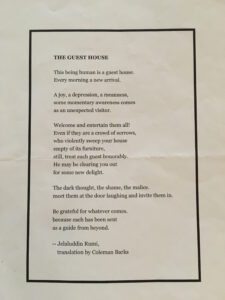 THE GUEST HOUSE
This being human is a guest house.
Every morning a new arrival.
A joy, a depression, a meanness,
some momentary awareness comes
as an unexpected visitor.
Welcome and entertain them all!
Even if they are a crowd of sorrows,
who violently sweep your house
empty of its furniture,
still, treat each guest honorably.
He may be clearing you out
for some new delight.
The dark thought, the shame, the malice.
meet them at the door laughing and invite them in.
Be grateful for whatever comes.
because each has been sent
as a guide from beyond.
-- Jelaluddin Rumi,
translation by Coleman Barks